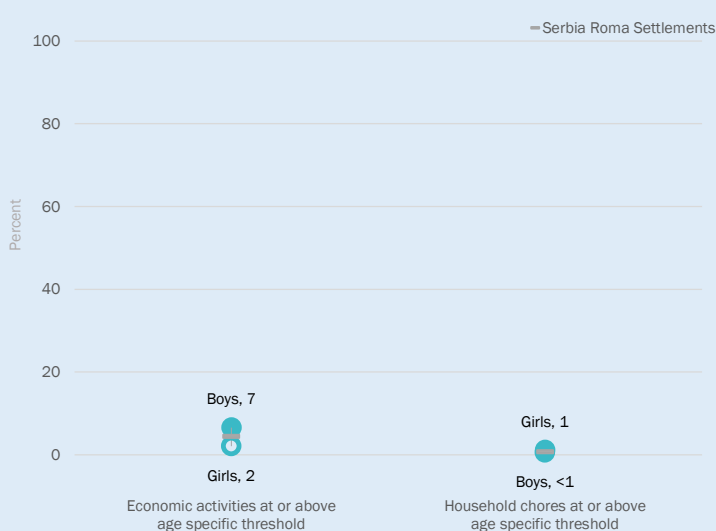 Serbia Roma Settlements
100
80
60
40
20
0
Percent
Boys, 7
Girls, 2
Girls, 1
Boys, <1
Economic activities at or above
age specific threshold
Household chores at or above
age specific threshold